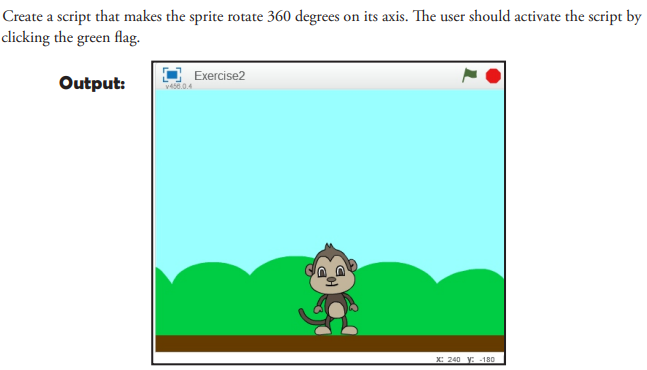 Create a script that makes the sprite rotate 360 degrees on its axis. The user should activate the script by
clicking the green flag.
Output:
Exercise2
v456.0.4
x: 240 y: -180